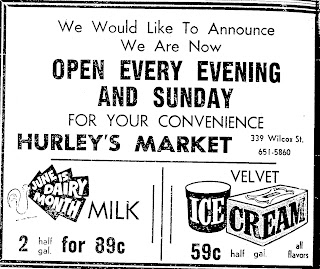 We Would Like To Announce
We Are Now
OPEN EVERY EVENING
AND SUNDAY
FOR YOUR CONVENIENCE
HURLEY'S MARKET 339 Wilcox St.
651-5860
JUNE IS
DAIRY
MONTH
MILK
2 half gal. for 89c
VELVET
ICE
CREAM
59c half gal. all flavors